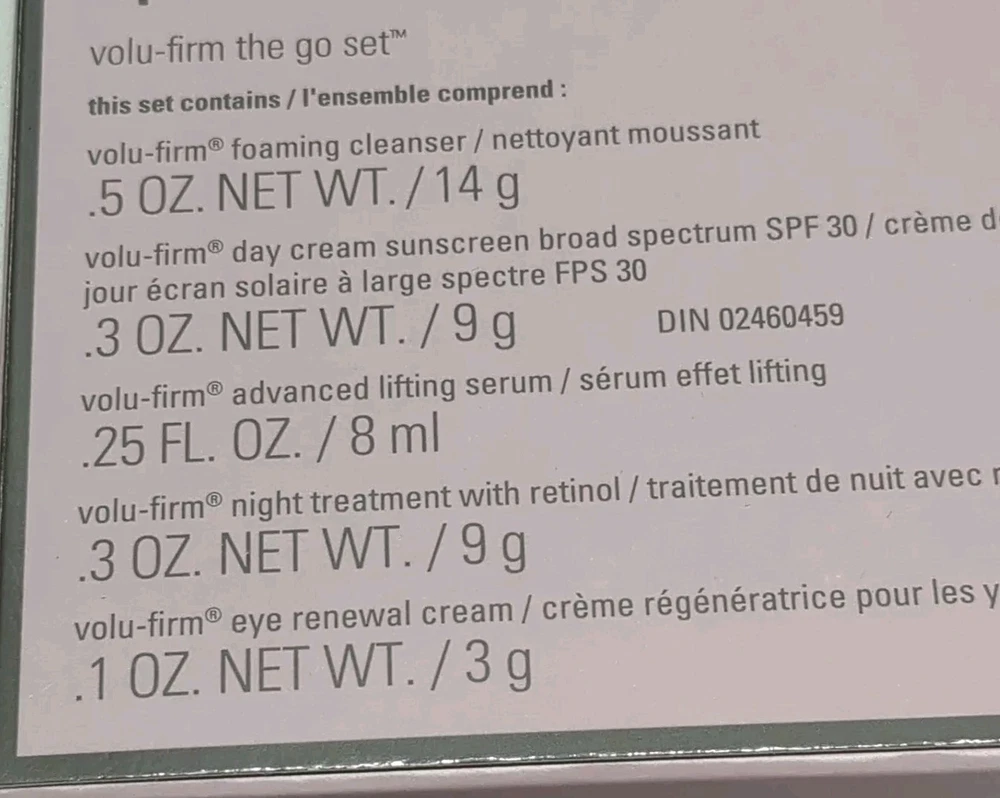 volu-firm the go set™
this set contains / l'ensemble comprend :
volu-firm® foaming cleanser / nettoyant moussant
.5 OZ. NET WT. / 14 g
volu-firm® day cream sunscreen broad spectrum SPF 30 / crème
jour écran solaire à large spectre FPS 30
.3 OZ. NET WT. / 9 g
DIN 02460459
volu-firm® advanced lifting serum / sérum effet lifting
.25 FL. OZ. / 8 ml
volu-firm® night treatment with retinol / traitement de nuit avec
.3 OZ. NET WT. / 9 g
volu-firm® eye renewal cream / crème régénératrice pour les
.1 OZ. NET WT. / 3 g